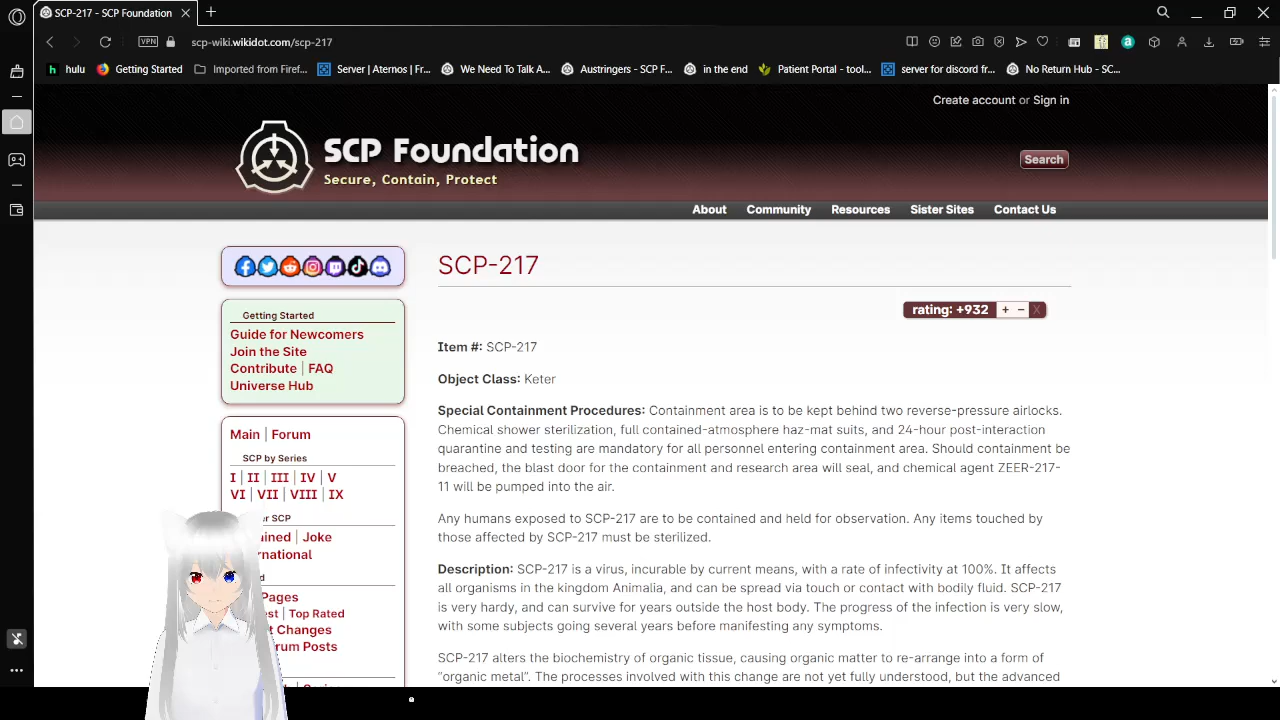 SCP-217 - SCP Foundation
VPN
scp-wiki.wikidot.com/scp-217
hulu
Getting Started
Imported from Firef...
Server | Aternos | Fr...
We Need To Talk A...
Austringers - SCP F...
in the end
Patient Portal - tool...
server for discord fr...
No Return Hub - SC...
Create account or Sign in
SCP Foundation
Secure, Contain, Protect
Search
About
Community
Resources
Sister Sites
Contact Us
SCP-217
rating: +932 + − X
Getting Started
Guide for Newcomers
Join the Site
Contribute | FAQ
Universe Hub
Main | Forum
SCP by Series
I | II | III | IV | V
VI | VII | VIII | IX
er SCP
ained | Joke
rnational
d
Pages
est | Top Rated
t Changes
rum Posts
Item #: SCP-217
Object Class: Keter
Special Containment Procedures: Containment area is to be kept behind two reverse-pressure airlocks.
Chemical shower sterilization, full contained-atmosphere haz-mat suits, and 24-hour post-interaction
quarantine and testing are mandatory for all personnel entering containment area. Should containment be
breached, the blast door for the containment and research area will seal, and chemical agent ZEER-217-
11 will be pumped into the air.
Any humans exposed to SCP-217 are to be contained and held for observation. Any items touched by
those affected by SCP-217 must be sterilized.
Description: SCP-217 is a virus, incurable by current means, with a rate of infectivity at 100%. It affects
all organisms in the kingdom Animalia, and can be spread via touch or contact with bodily fluid. SCP-217
is very hardy, and can survive for years outside the host body. The progress of the infection is very slow,
with some subjects going several years before manifesting any symptoms.
SCP-217 alters the biochemistry of organic tissue, causing organic matter to re-arrange into a form of
"organic metal". The processes involved with this change are not yet fully understood, but the advanced